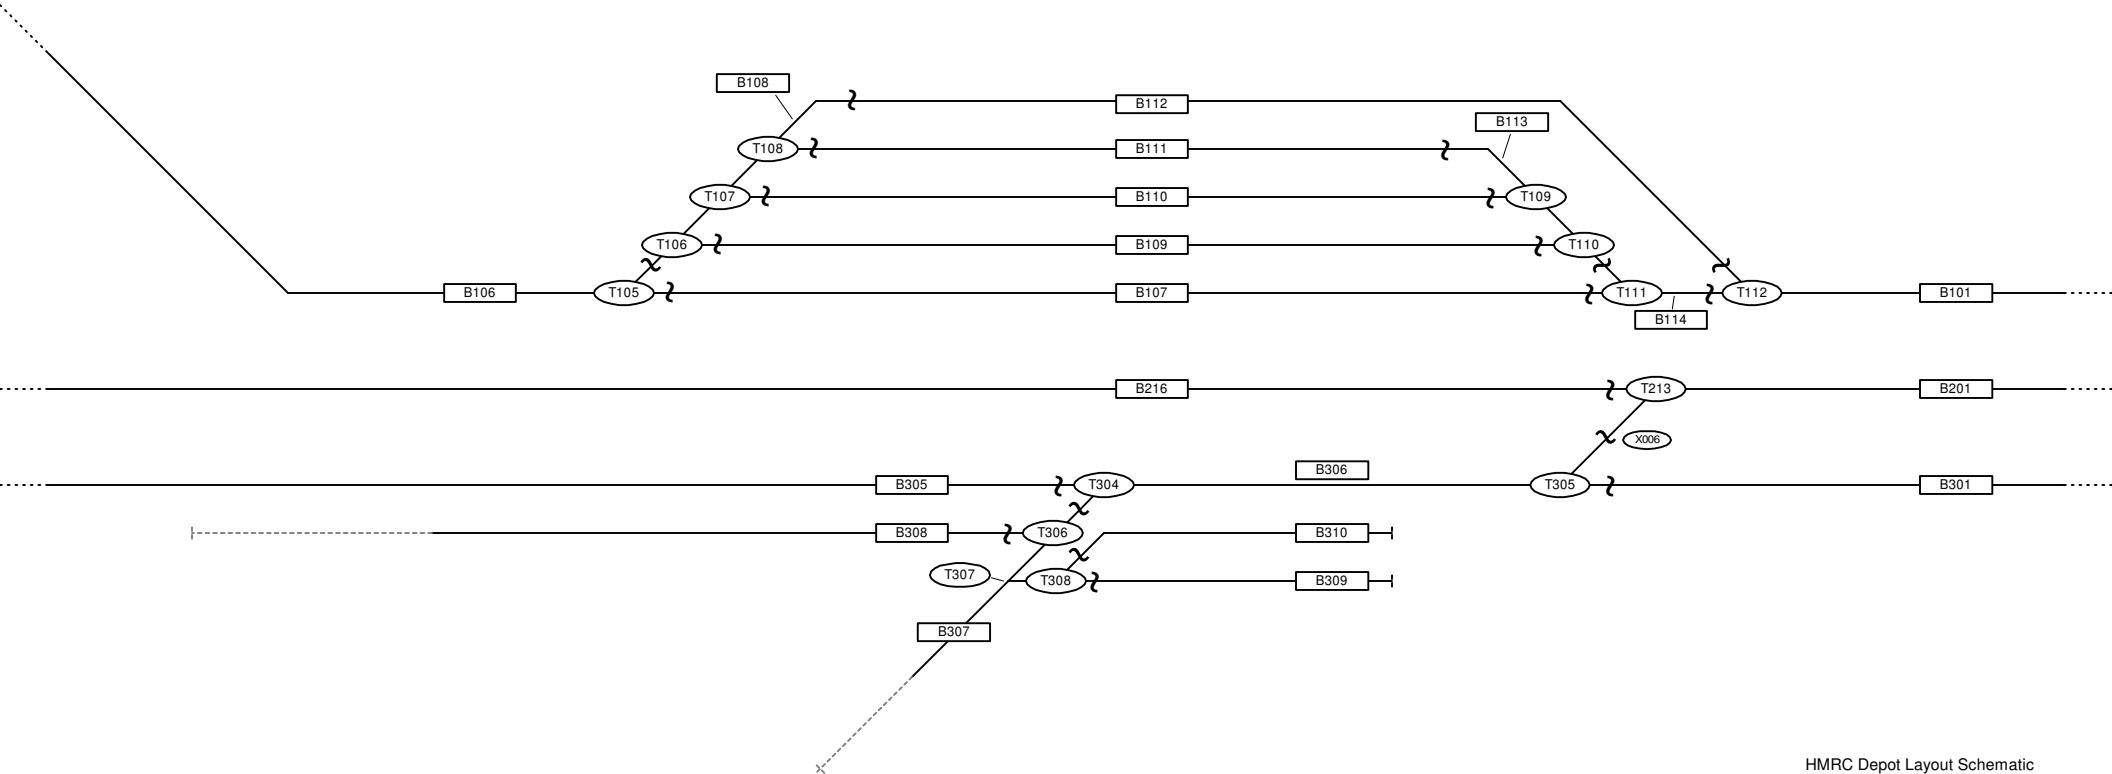 B108
B112
B113
T108
B111
T107
B110
T109
T106
B109
T110
B106
T105
B107
T111
T112
B101
B114
B216
T213
B201
X006
B306
B305
T304
T305
B301
B308
T306
B310
T307
T308
B309
B307
HMRC Depot Layout Schematic